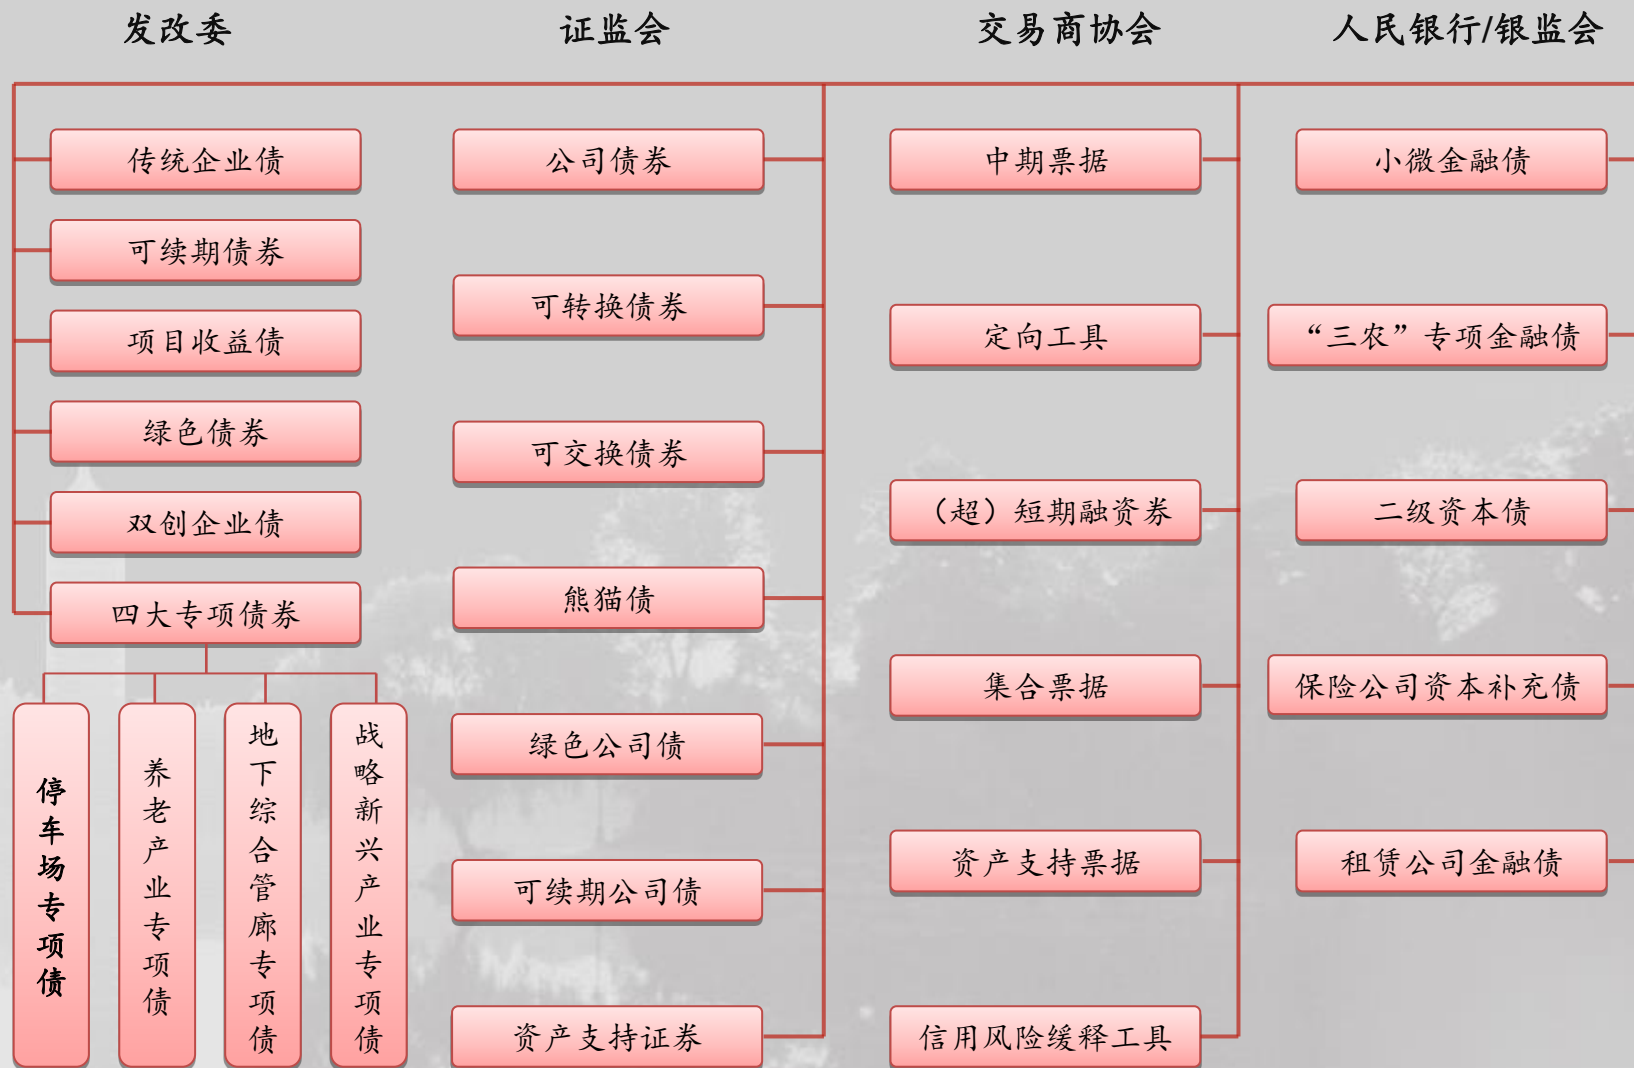 发改委
证监会
交易商协会
人民银行/银监会
传统企业债
可续期债券
项目收益债
绿色债券
双创企业债
四大专项债券
停车场专项债
养老产业专项债
地下综合管廊专项债
战略新兴产业专项债
公司债券
可转换债券
可交换债券
熊猫债
绿色公司债
可续期公司债
资产支持证券
中期票据
定向工具
（超）短期融资券
集合票据
资产支持票据
信用风险缓释工具
小微金融债
“三农”专项金融债
二级资本债
保险公司资本补充债
租赁公司金融债